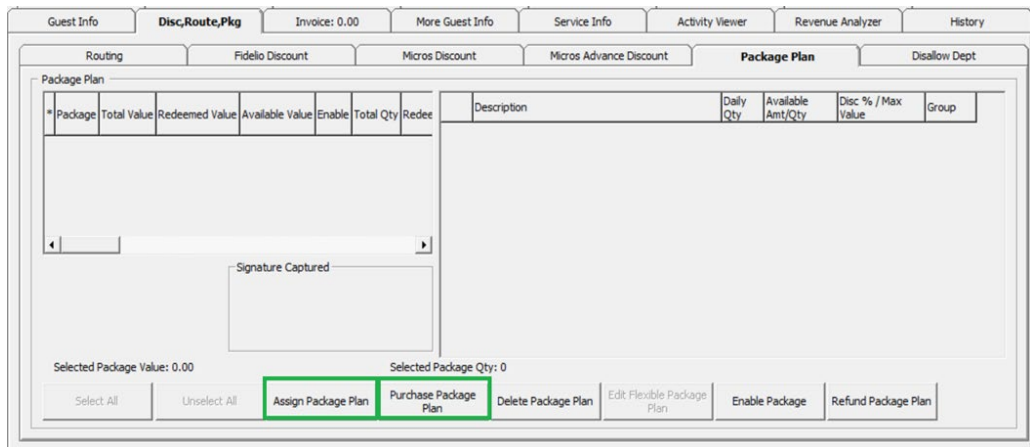 Guest Info Disc,Route,Pkg Invoice: 0.00 More Guest Info Service Info Activity Viewer Revenue Analyzer History
Routing Fidelio Discount Micros Discount Micros Advance Discount Package Plan Disallow Dept
Package Plan
* Package Total Value Redeemed Value Available Value Enable Total Qty Redee
Description Daily Qty Available Amt/Qty Disc % / Max Value Group
Signature Captured
Selected Package Value: 0.00 Selected Package Qty: 0
Select All Unselect All Assign Package Plan Purchase Package Plan Delete Package Plan Edit Flexible Package Plan Enable Package Refund Package Plan